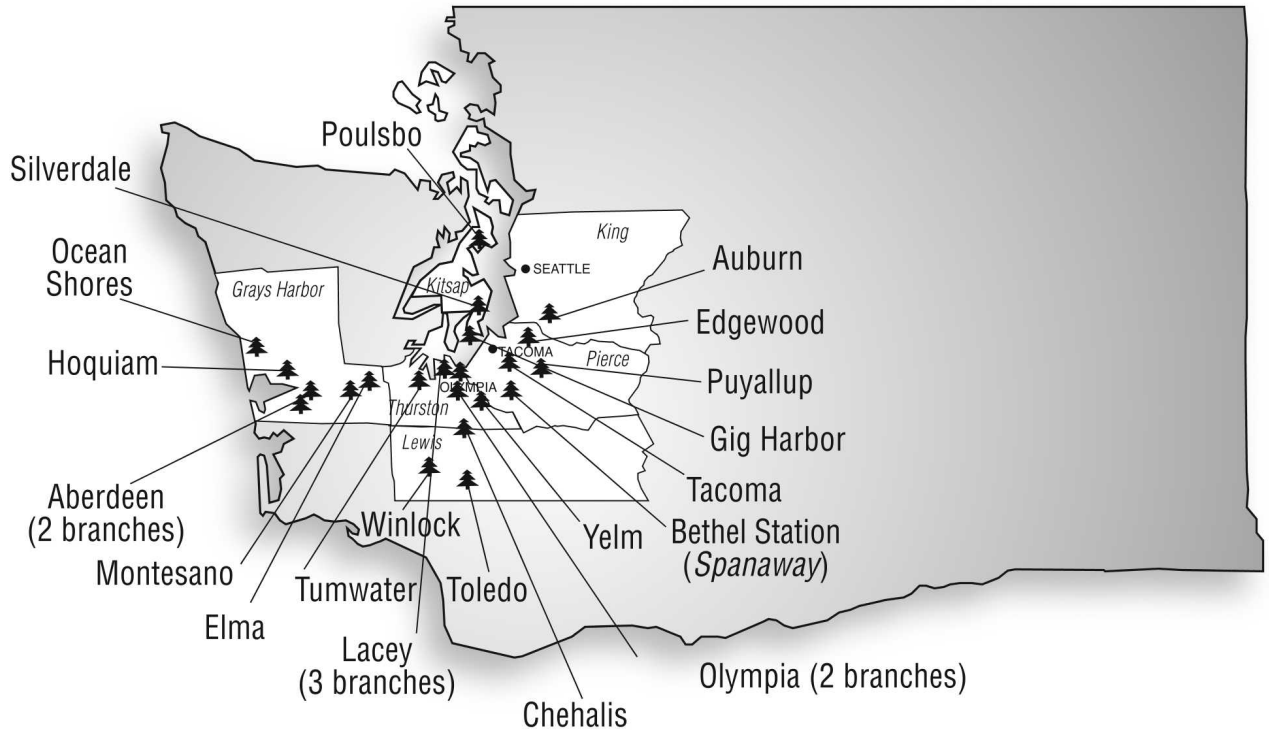 Poulsbo
Silverdale
King
Ocean
Shores
Auburn
SEATTLE
Kitsap
Grays Harbor
Edgewood
Hoquiam
TACOMA
Pierce
Puyallup
OLYMPIA
Thurston
Gig Harbor
Lewis
Tacoma
Aberdeen
(2 branches)
Winlock
Yelm
Bethel Station
(Spanaway)
Montesano
Tumwater
Toledo
Elma
Lacey
(3 branches)
Olympia (2 branches)
Chehalis